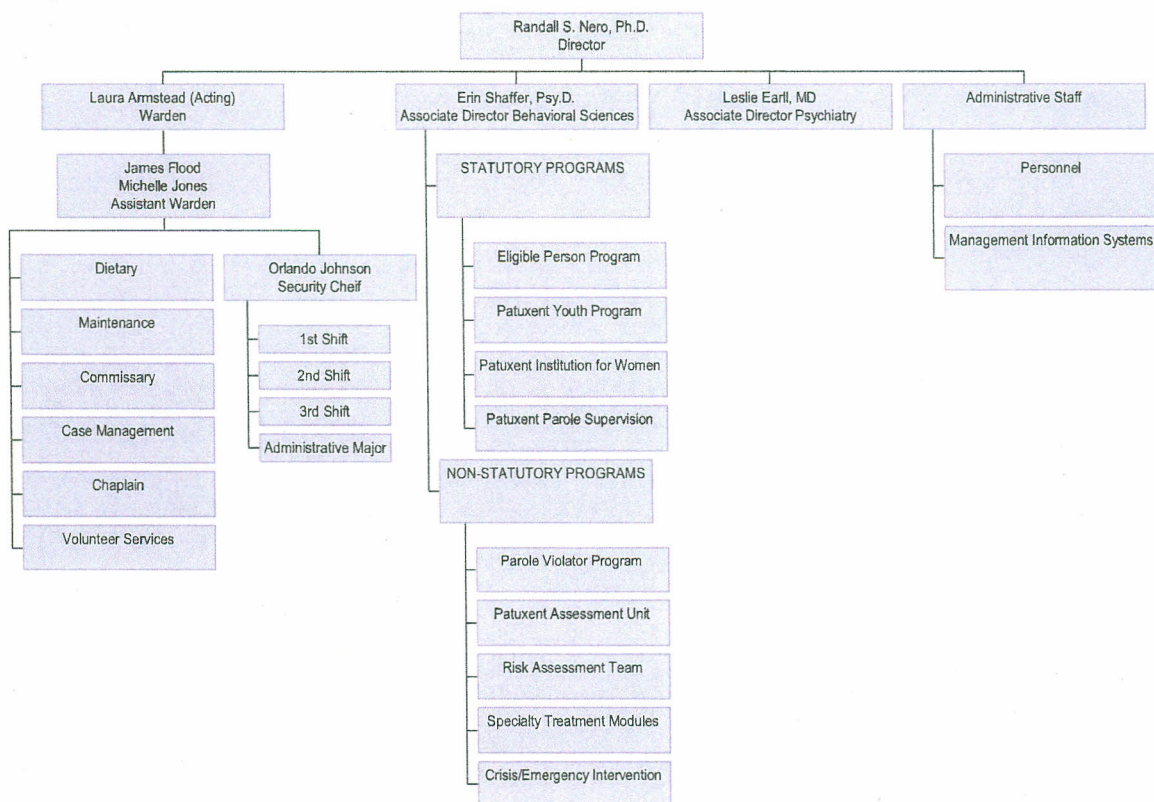 Randall S. Nero, Ph.D.
Director
Laura Armstead (Acting)
Warden
Erin Shaffer, Psy.D.
Associate Director Behavioral Sciences
Leslie Earll, MD
Associate Director Psychiatry
Administrative Staff
James Flood
Michelle Jones
Assistant Warden
Dietary
Maintenance
Commissary
Case Management
Chaplain
Volunteer Services
Orlando Johnson
Security Cheif
1st Shift
2nd Shift
3rd Shift
Administrative Major
STATUTORY PROGRAMS
Eligible Person Program
Patuxent Youth Program
Patuxent Institution for Women
Patuxent Parole Supervision
NON-STATUTORY PROGRAMS
Parole Violator Program
Patuxent Assessment Unit
Risk Assessment Team
Specialty Treatment Modules
Crisis/Emergency Intervention
Personnel
Management Information Systems